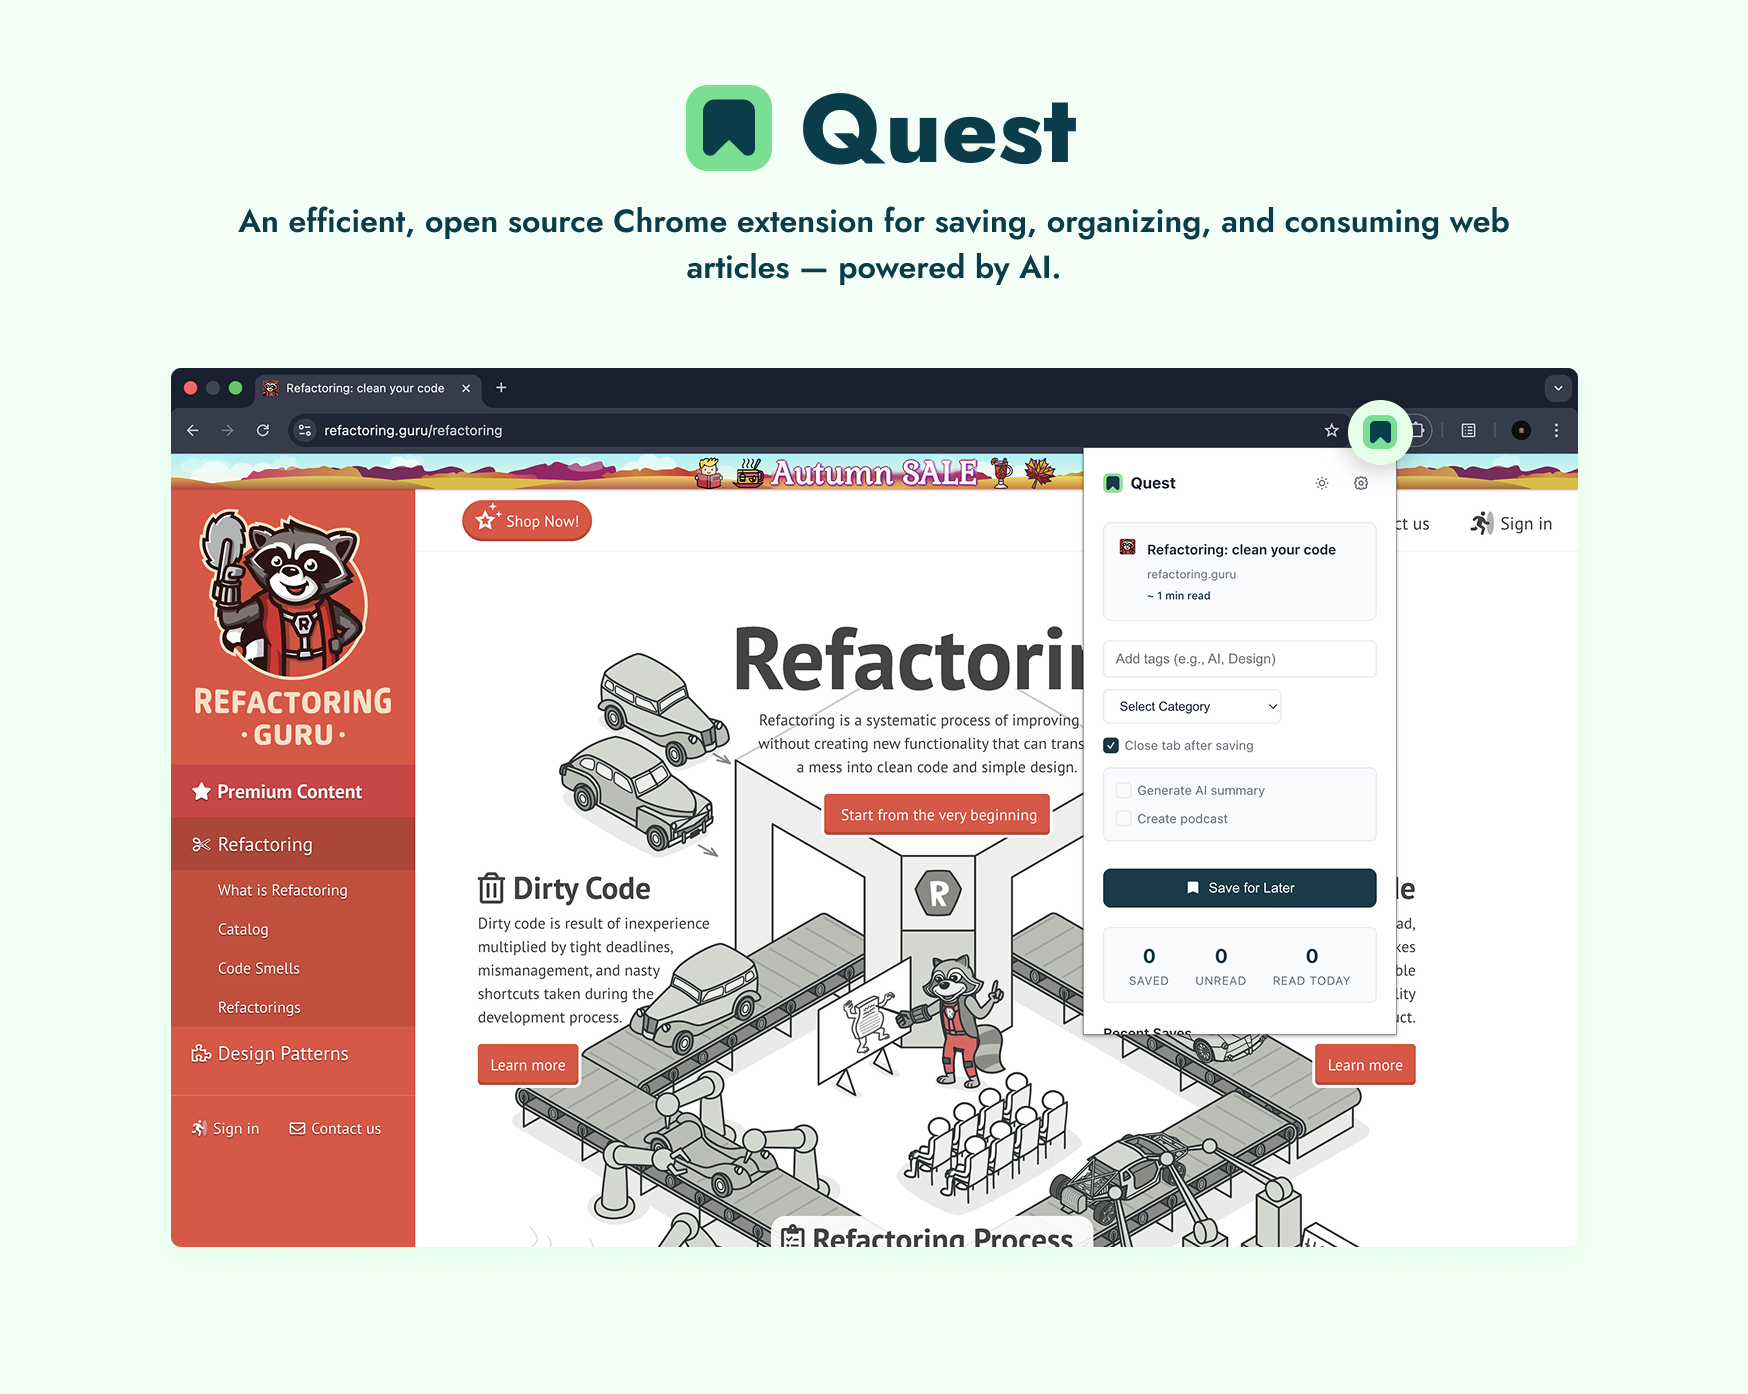 Quest
An efficient, open source Chrome extension for saving, organizing, and consuming web
articles — powered by AI.
Refactoring: clean your code
refactoring.guru/refactoring
Autumn SALE
REFACTORING
· GURU ·
Premium Content
Refactoring
What is Refactoring
Catalog
Code Smells
Refactorings
Design Patterns
Sign in
Contact us
Shop Now!
ct us
Sign in
Refactorin
Refactoring is a systematic process of improving
without creating new functionality that can trans
a mess into clean code and simple design.
Start from the very beginning
R
Dirty Code
Dirty code is result of inexperience
multiplied by tight deadlines,
mismanagement, and nasty
shortcuts taken during the
development process.
Learn more
Quest
Refactoring: clean your code
refactoring.guru
~ 1 min read
Add tags (e.g., AI, Design)
Select Category
Close tab after saving
Generate AI summary
Create podcast
Save for Later
0
SAVED
0
UNREAD
0
READ TODAY
Recent Saves
le
ad,
kes
ble
lity
uct.
Learn more
Refactoring Process